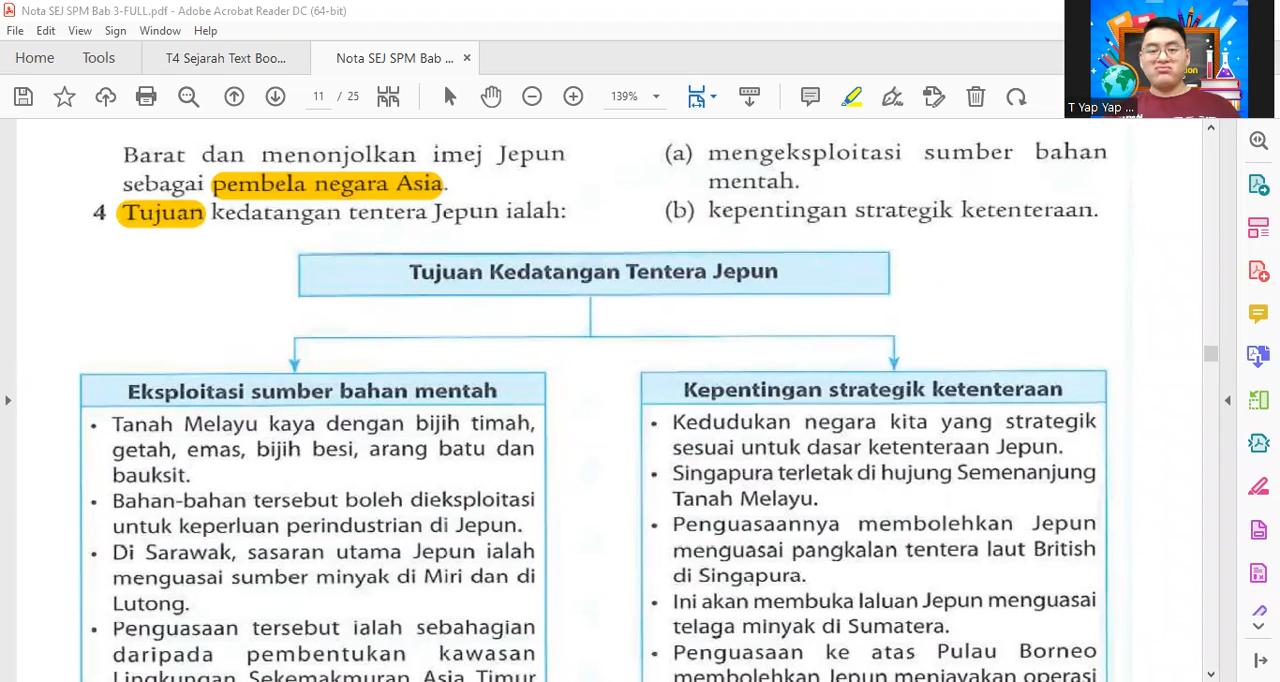 Nota SEJ SPM Bab 3-FULL.pdf - Adobe Acrobat Reader DC (64-bit)
File Edit View Sign Window Help
Home Tools T4 Sejarah Text Boo... Nota SEJ SPM Bab ... ×
11 / 25 139%
T Yap Yap ...
Barat dan menonjolkan imej Jepun
sebagai pembela negara Asia.
4 Tujuan kedatangan tentera Jepun ialah:
(a) mengeksploitasi sumber bahan
mentah.
(b) kepentingan strategik ketenteraan.
Tujuan Kedatangan Tentera Jepun
Eksploitasi sumber bahan mentah
• Tanah Melayu kaya dengan bijih timah,
getah, emas, bijih besi, arang batu dan
bauksit.
• Bahan-bahan tersebut boleh dieksploitasi
untuk keperluan perindustrian di Jepun.
• Di Sarawak, sasaran utama Jepun ialah
menguasai sumber minyak di Miri dan di
Lutong.
• Penguasaan tersebut ialah sebahagian
daripada pembentukan kawasan
Lingkungan Sekemakmuran Asia Timur
Kepentingan strategik ketenteraan
• Kedudukan negara kita yang strategik
sesuai untuk dasar ketenteraan Jepun.
• Singapura terletak di hujung Semenanjung
Tanah Melayu.
• Penguasaannya membolehkan Jepun
menguasai pangkalan tentera laut British
di Singapura.
• Ini akan membuka laluan Jepun menguasai
telaga minyak di Sumatera.
• Penguasaan ke atas Pulau Borneo
membolehkan Jepun menjayakan operasi